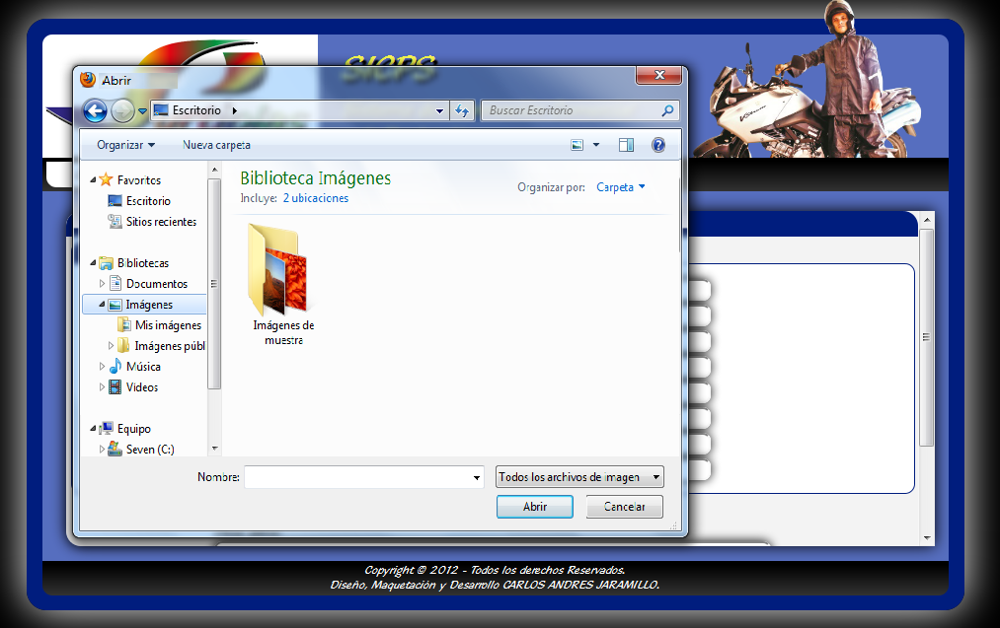 SICPS
Abrir
Escritorio
Buscar Escritorio
Organizar
Nueva carpeta
Favoritos
Escritorio
Sitios recientes
Bibliotecas
Documentos
Imágenes
Mis imágenes
Imágenes públ
Música
Videos
Equipo
Seven (C:)
Biblioteca Imágenes
Incluye: 2 ubicaciones
Organizar por: Carpeta
Imágenes de
muestra
Nombre:
Todos los archivos de imagen
Abrir
Cancelar
Copyright © 2012 - Todos los derechos Reservados.
Diseño, Maquetación y Desarrollo CARLOS ANDRES JARAMILLO.